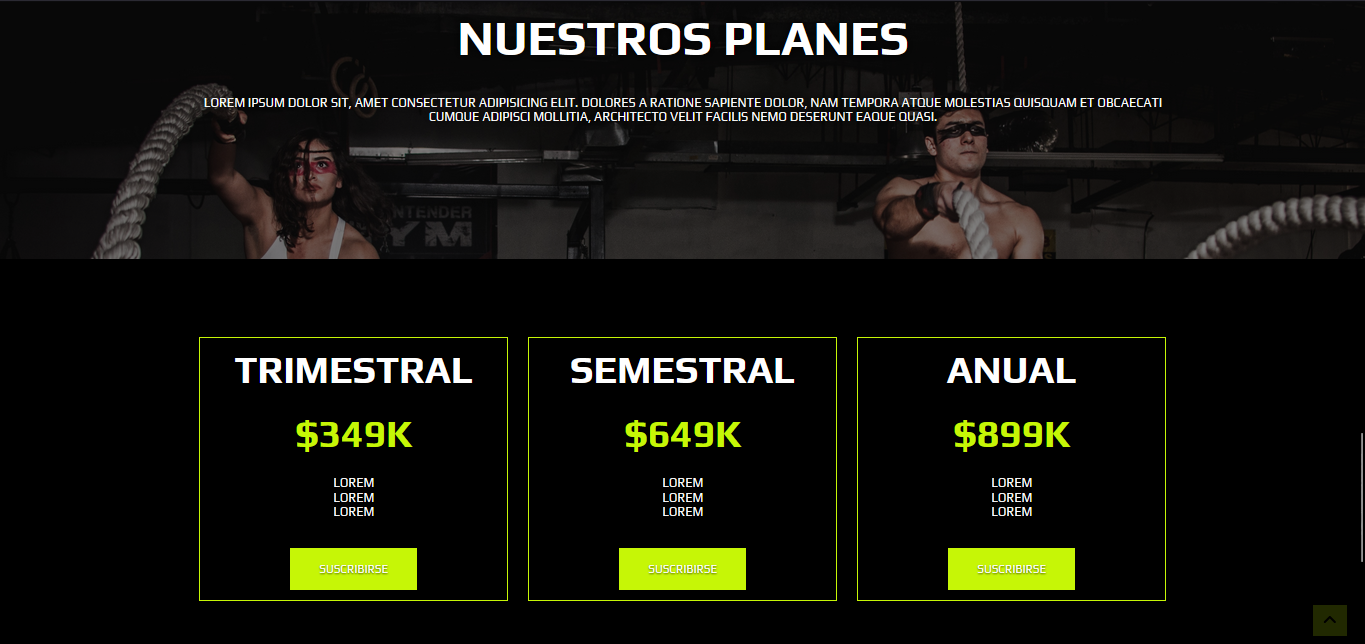 NUESTROS PLANES
LOREM IPSUM DOLOR SIT, AMET CONSECTETUR ADIPISICING ELIT. DOLORES A RATIONE SAPIENTE DOLOR, NAM TEMPORA ATQUE MOLESTIAS QUISQUAM ET OBCAECATI
CUMQUE ADIPISCI MOLLITIA, ARCHITECTO VELIT FACILIS NEMO DESERUNT EAQUE QUASI.
NTENDER
YM
TRIMESTRAL
$349K
LOREM
LOREM
LOREM
SUSCRIBIRSE
SEMESTRAL
$649K
LOREM
LOREM
LOREM
SUSCRIBIRSE
ANUAL
$899K
LOREM
LOREM
LOREM
SUSCRIBIRSE